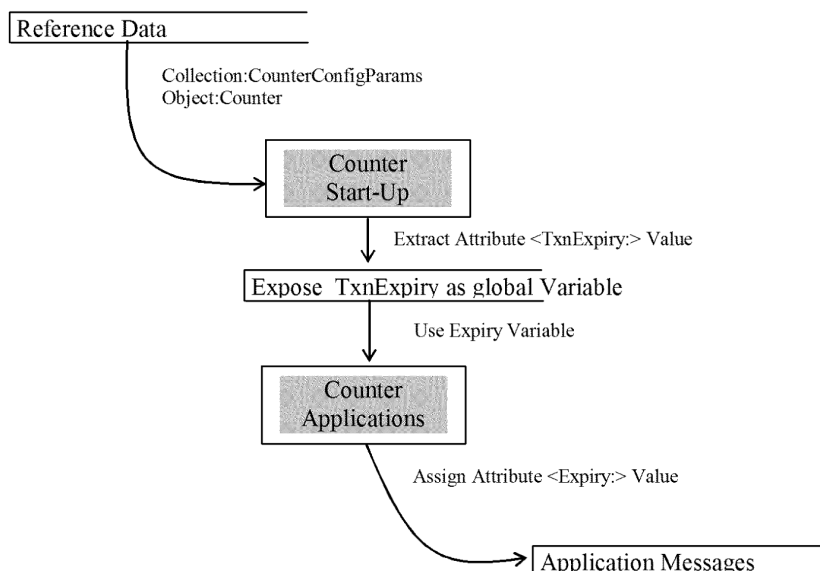 Reference Data
Collection:CounterConfigParams
Object:Counter
Counter
Start-Up
Extract Attribute <TxnExpiry:> Value
Expose TxnExpiry as global Variable
Use Expiry Variable
Counter
Applications
Assign Attribute <Expiry:> Value
Application Messages